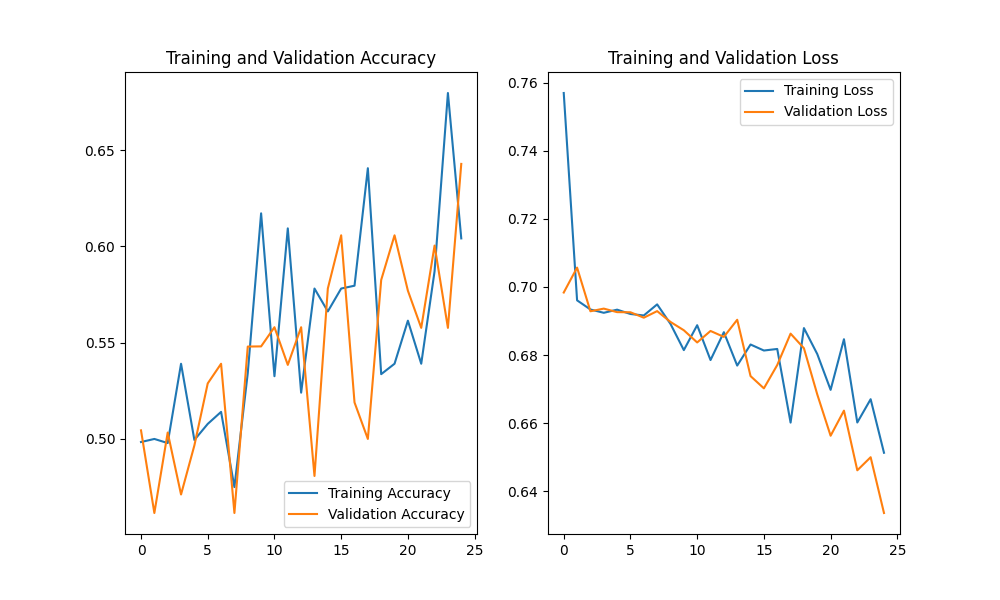 Training and Validation Accuracy
0.65
0.60
0.55
0.50
Training Accuracy
Validation Accuracy
0 5 10 15 20 25
Training and Validation Loss
0.76
Training Loss
Validation Loss
0.74
0.72
0.70
0.68
0.66
0.64
0 5 10 15 20 25